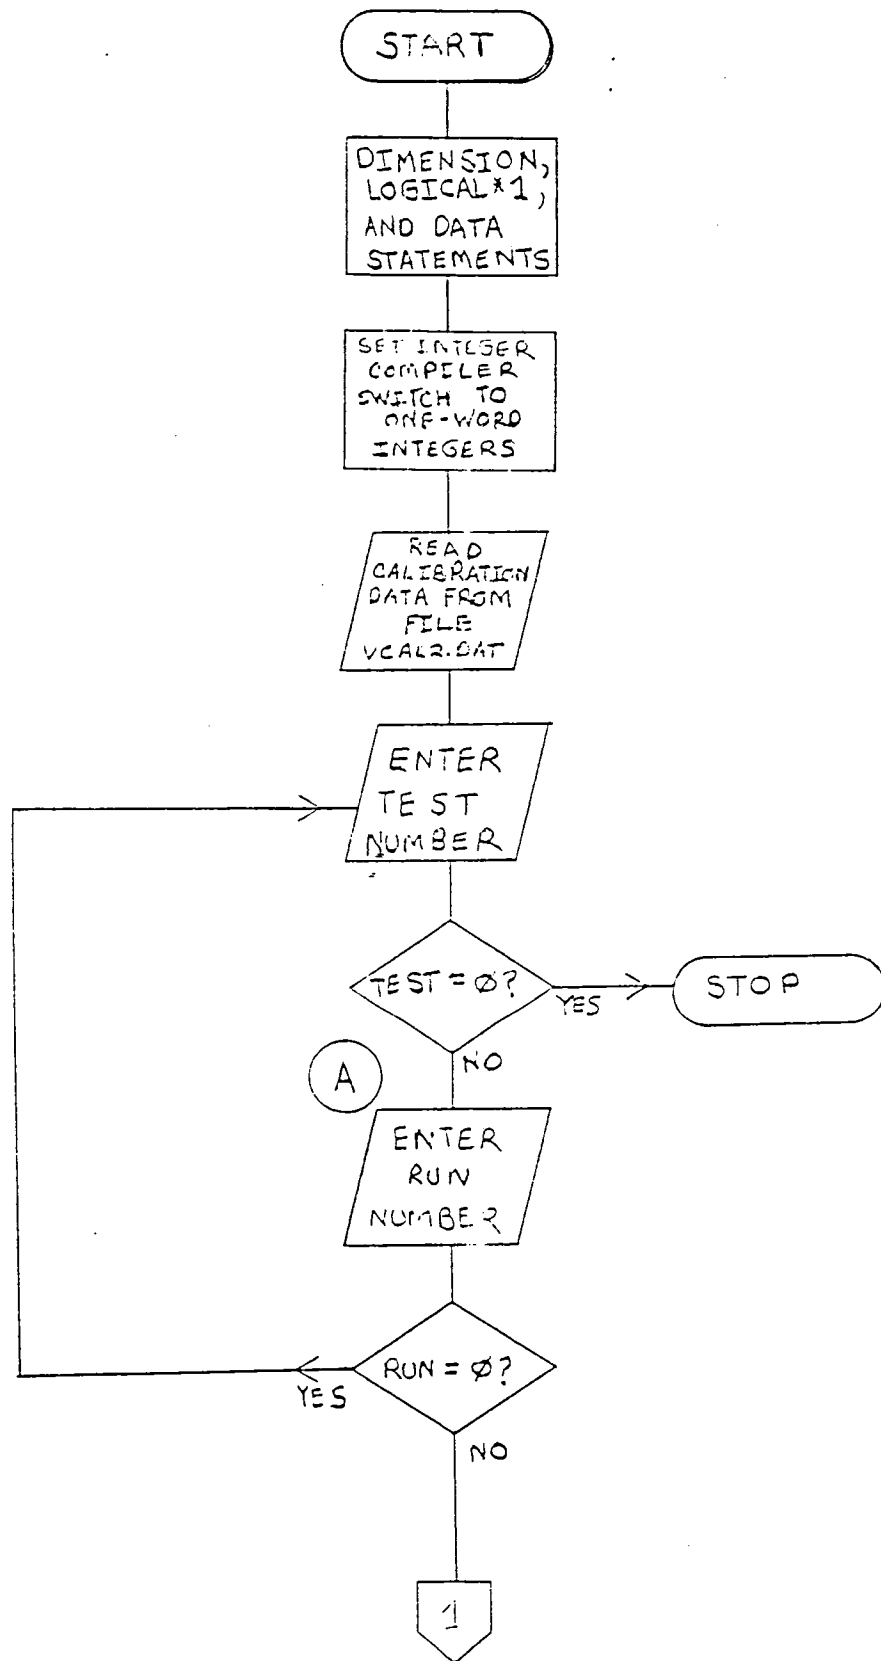 START
DIMENSION,
LOGICAL*1,
AND DATA
STATEMENTS
SET INTEGER
COMPILER
SWITCH TO
ONE-WORD
INTEGERS
READ
CALIBRATION
DATA FROM
FILE
VCAL2.DAT
ENTER
TEST
NUMBER
TEST = Ø?
YES
STOP
NO
A
ENTER
RUN
NUMBER
RUN = Ø?
YES
NO
1